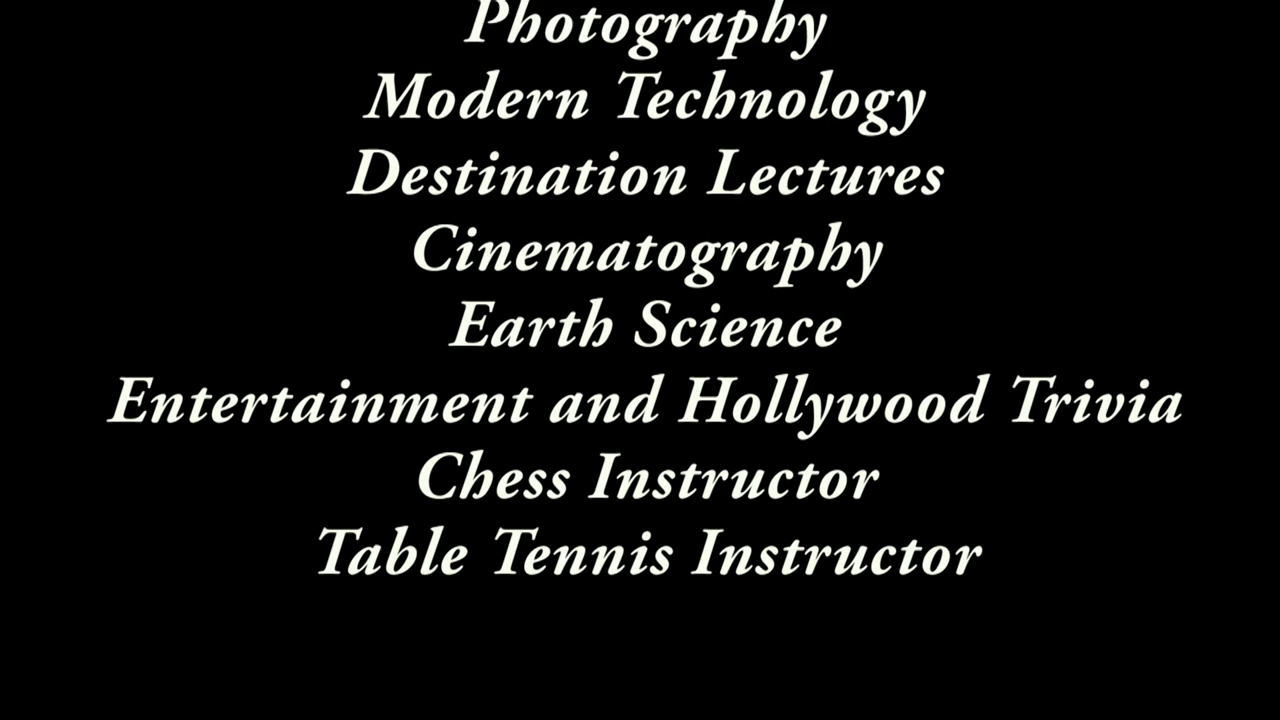 Photography
Modern Technology
Destination Lectures
Cinematography
Earth Science
Entertainment and Hollywood Trivia
Chess Instructor
Table Tennis Instructor